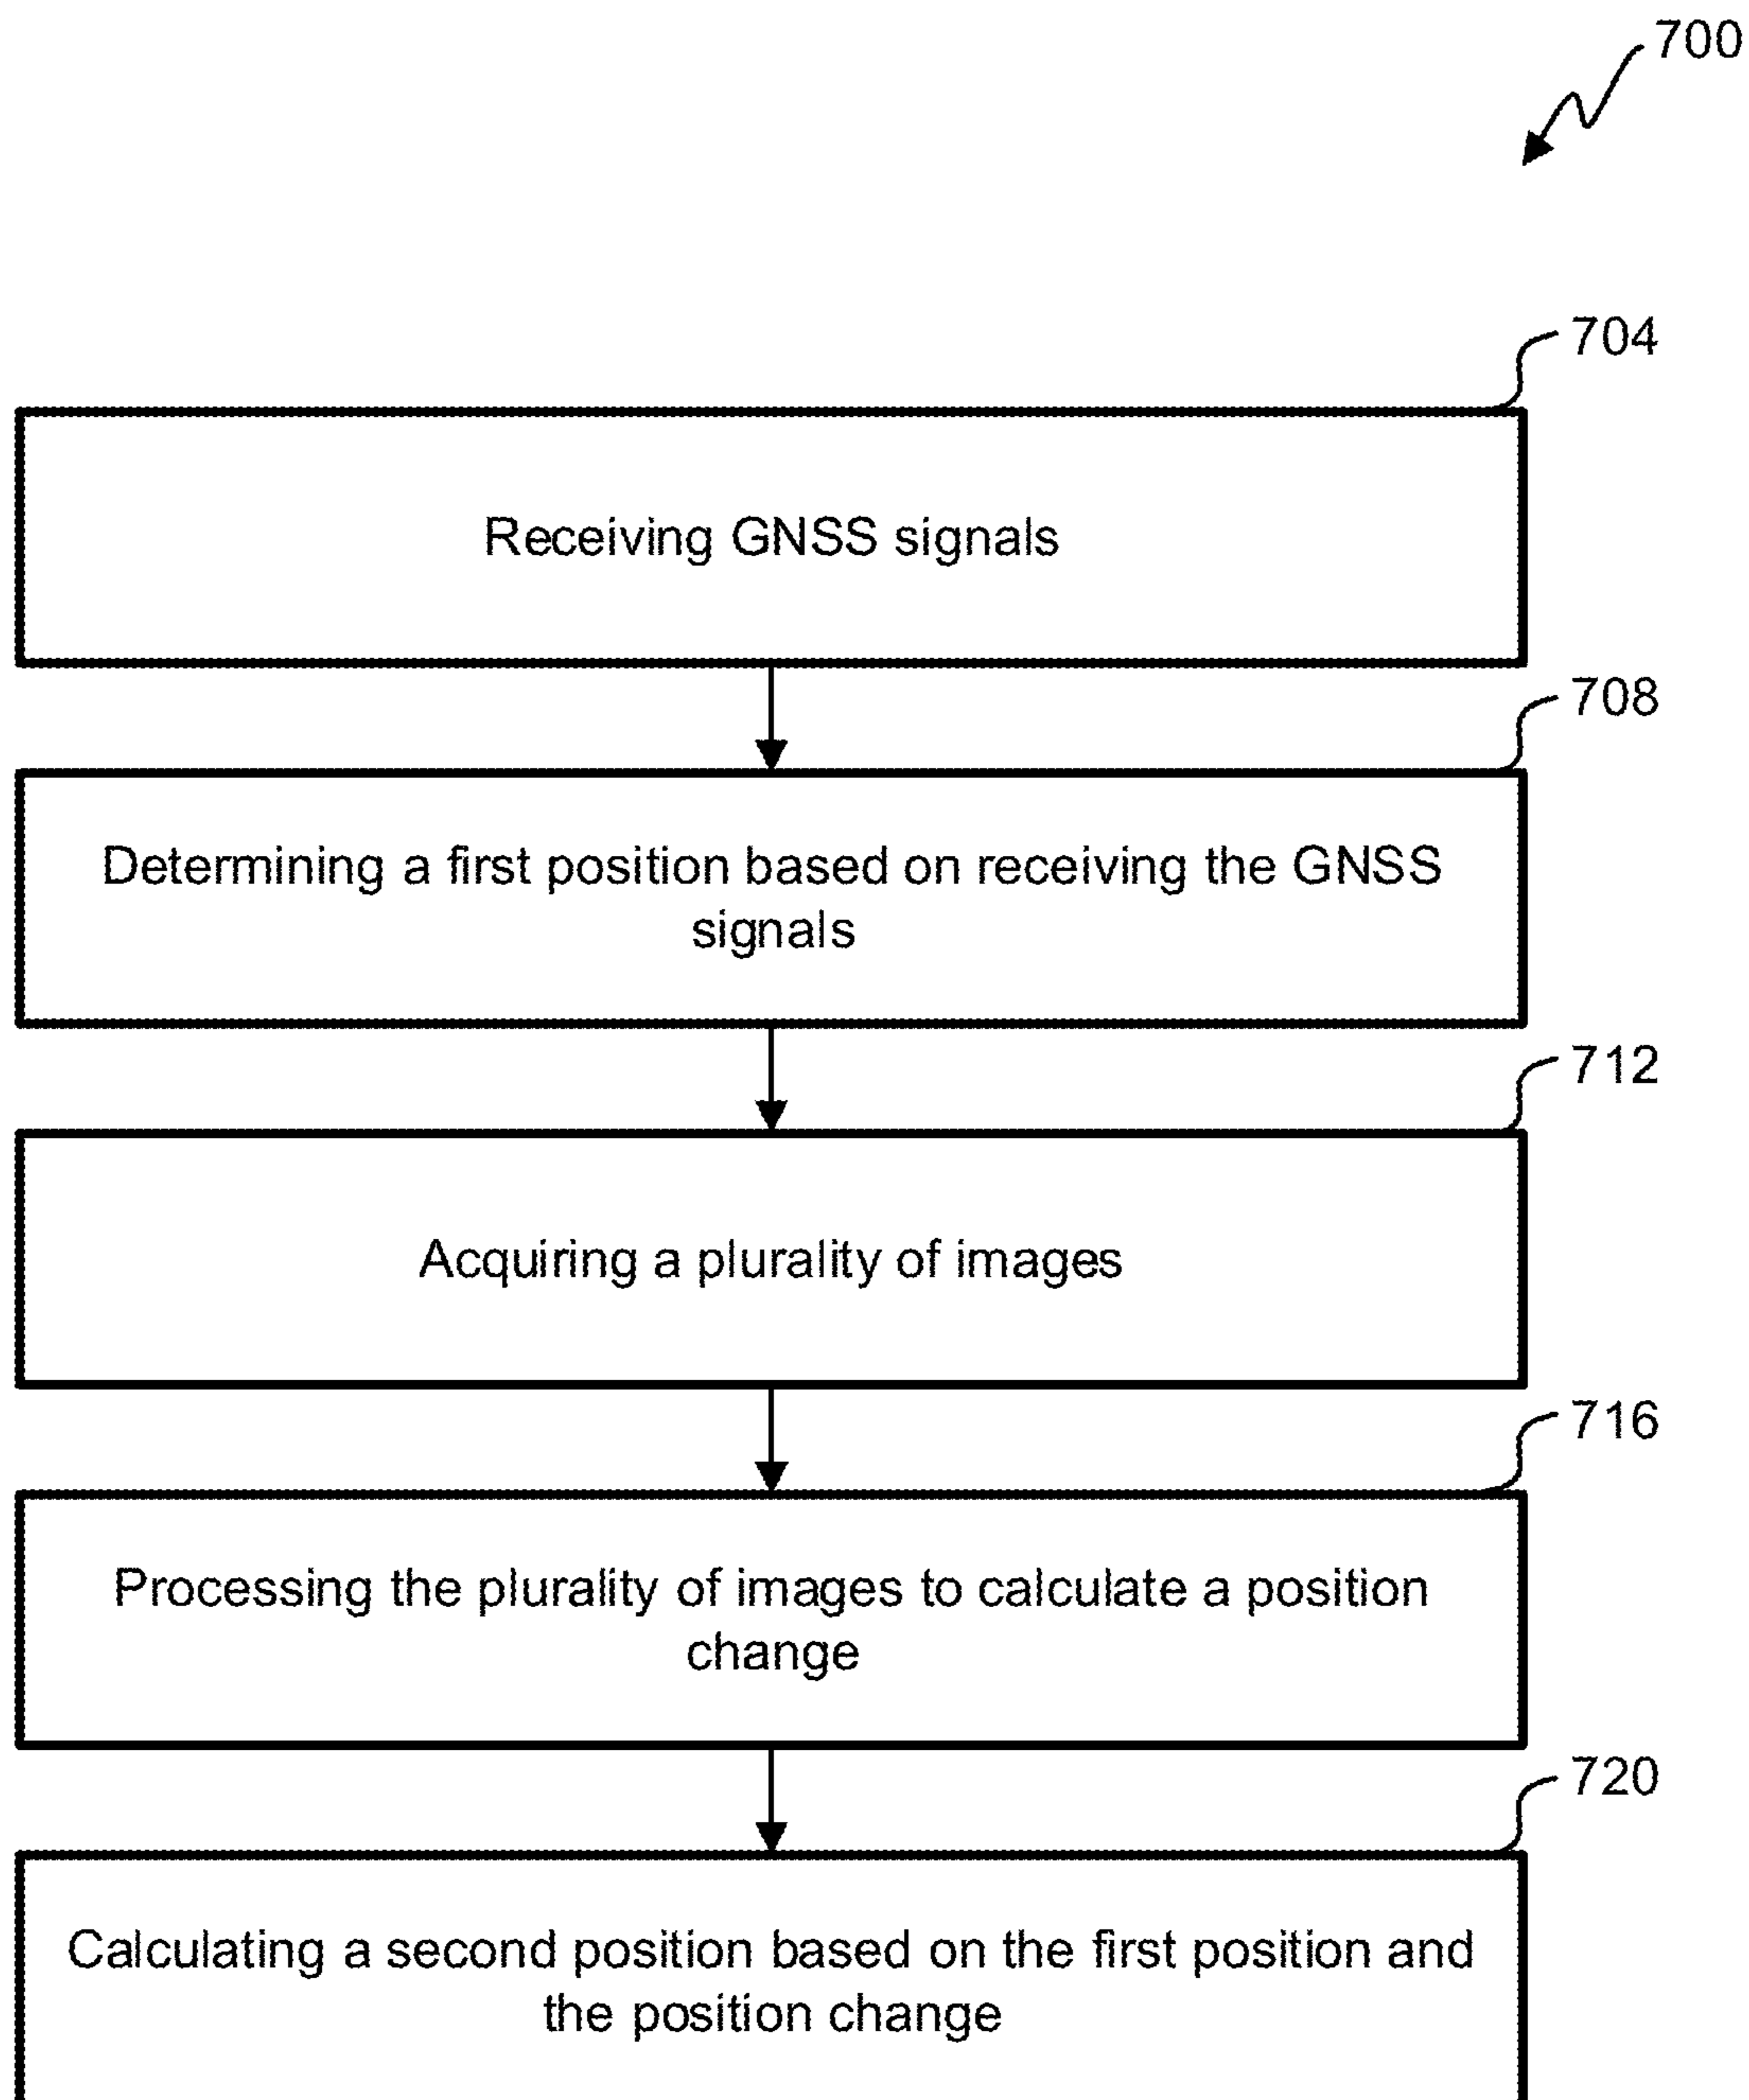 700
704
Receiving GNSS signals
708
Determining a first position based on receiving the GNSS
signals
712
Acquiring a plurality of images
716
Processing the plurality of images to calculate a position
change
720
Calculating a second position based on the first position and
the position change